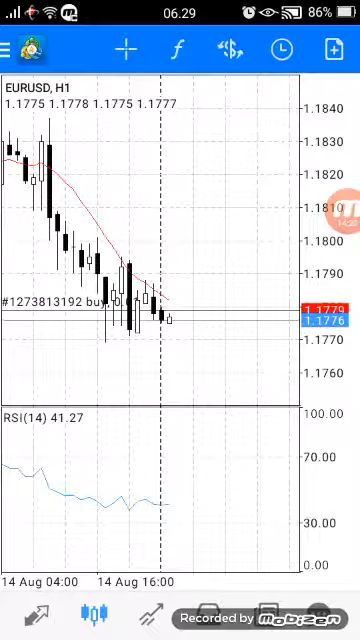 06.29
86%
EURUSD, H1
1.1775 1.1778 1.1775 1.1777
1.1840
1.1830
1.1820
1.1810
1.1800
1.1790
#1273813192 buy,
1.1779
1.1776
1.1770
1.1760
RSI(14) 41.27
100.00
70.00
30.00
0.00
14 Aug 04:00
14 Aug 16:00
Recorded by MOBIZEN